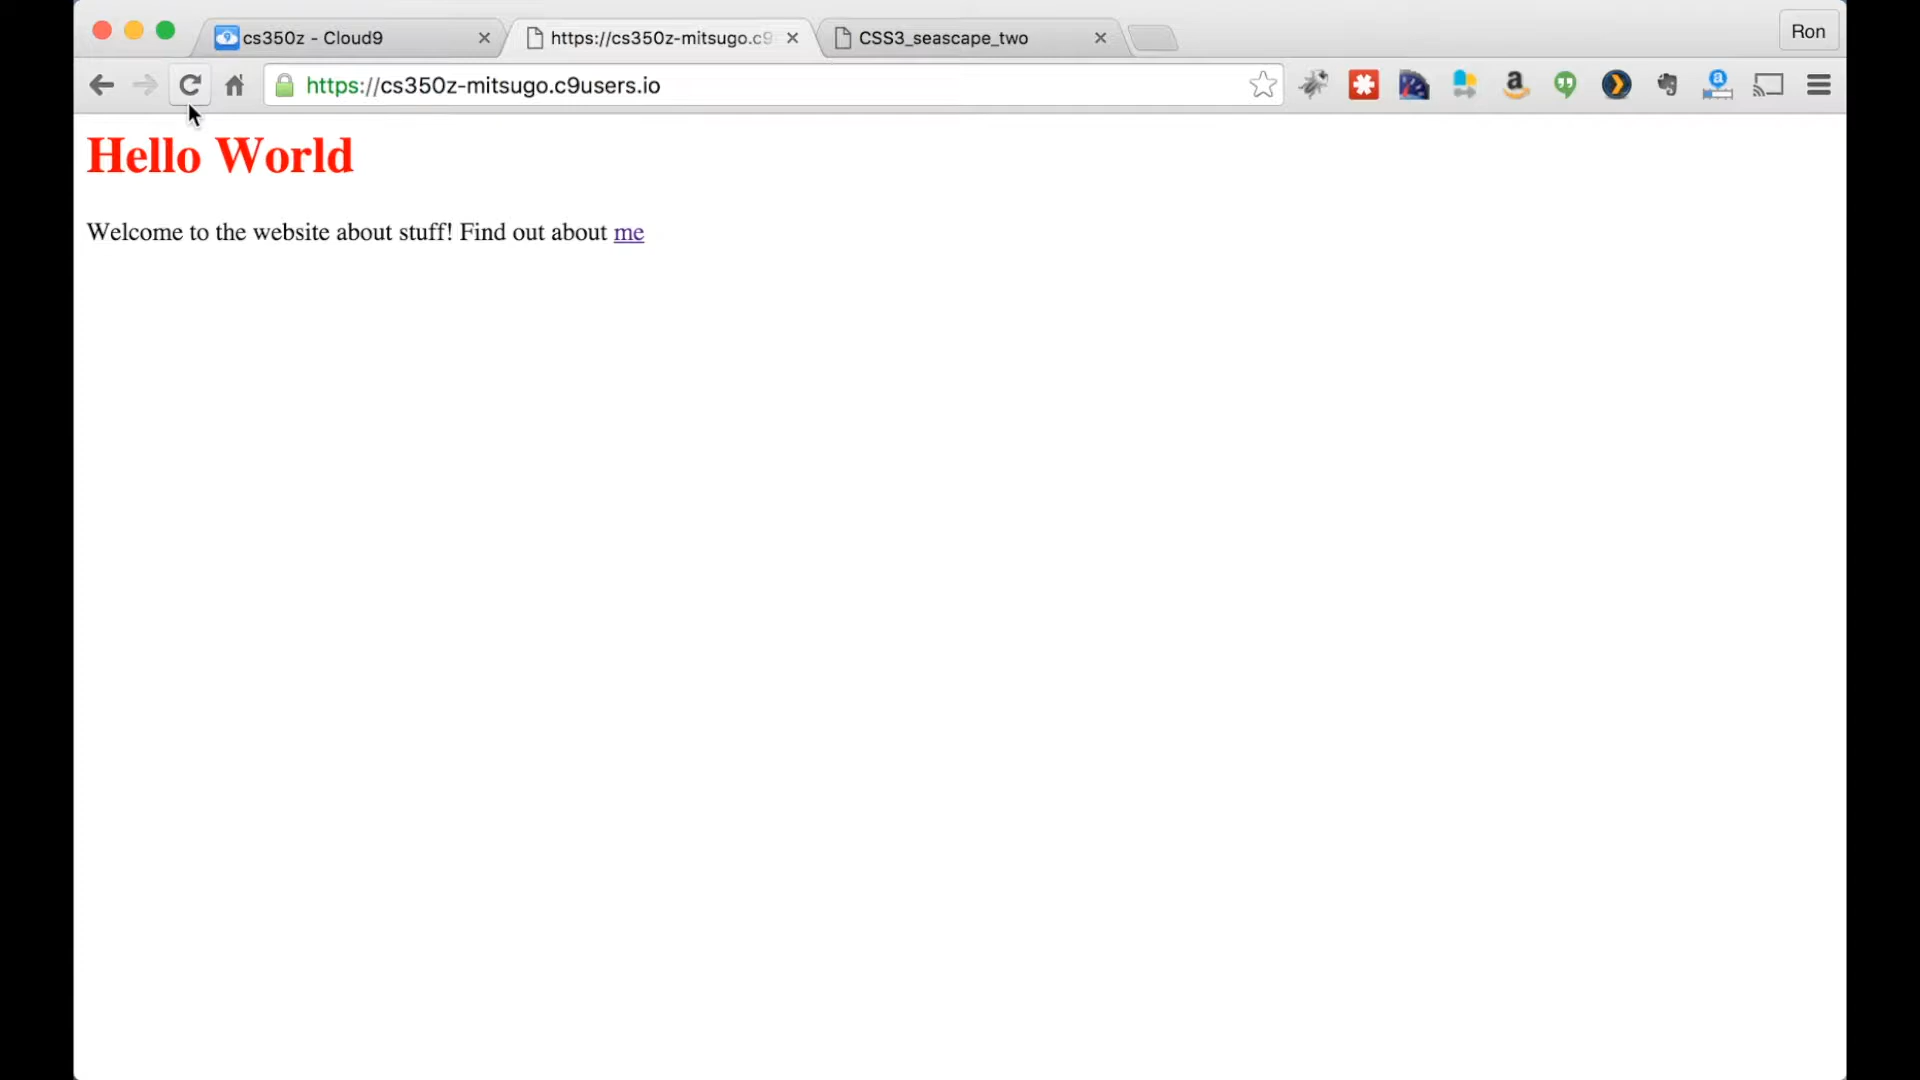 cs350z - Cloud9
https://cs350z-mitsugo.c9
CSS3_seascape_two
Ron
https://cs350z-mitsugo.c9users.io
Hello World
Welcome to the website about stuff! Find out about me